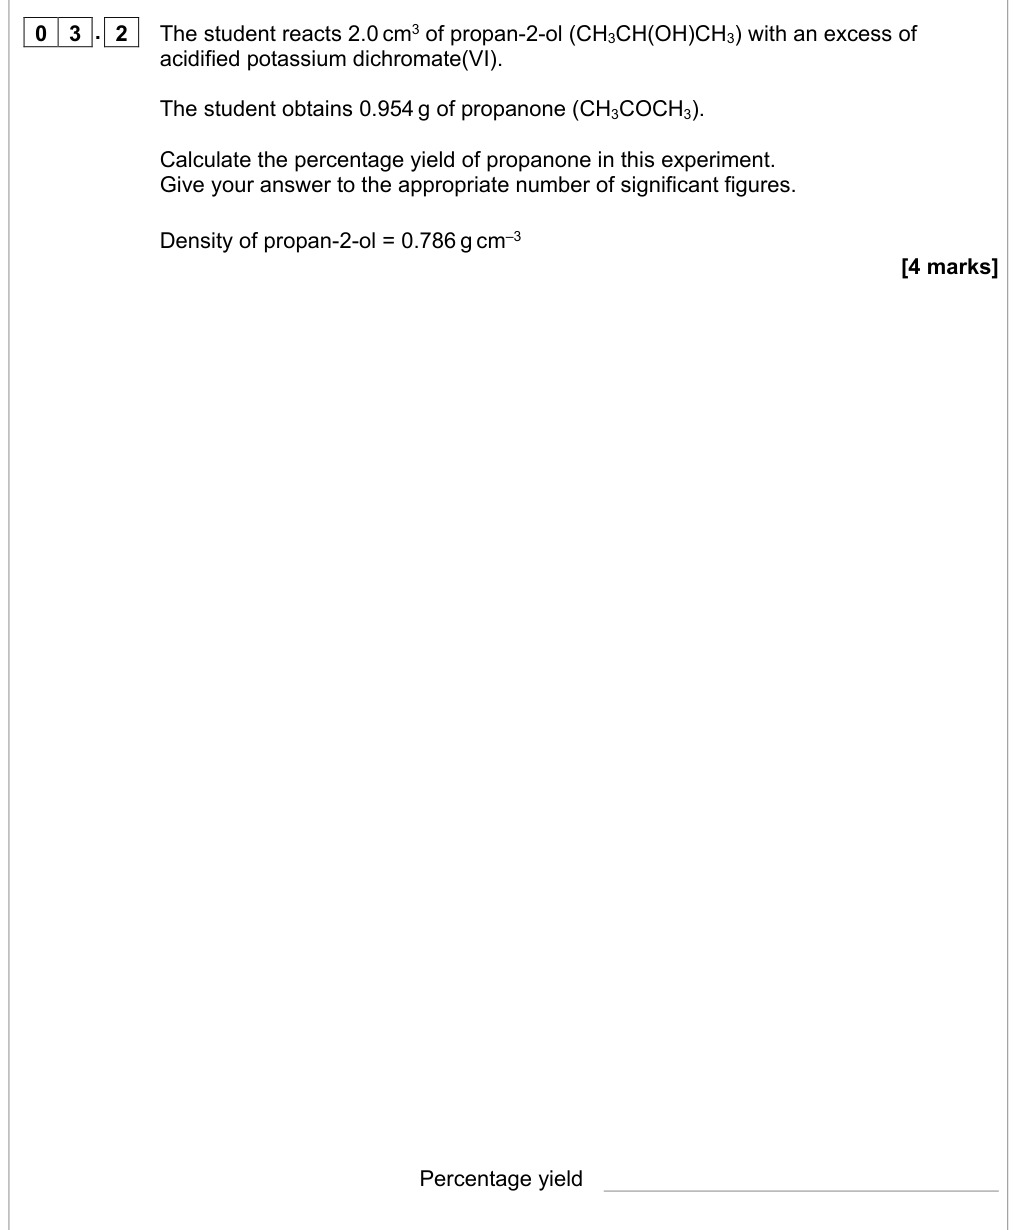 0 3 . 2 The student reacts 2.0 cm³ of propan-2-ol (CH₃CH(OH)CH₃) with an excess of
acidified potassium dichromate(VI).
The student obtains 0.954 g of propanone (CH₃COCH₃).
Calculate the percentage yield of propanone in this experiment.
Give your answer to the appropriate number of significant figures.
Density of propan-2-ol = 0.786 g cm⁻³
[4 marks]
Percentage yield